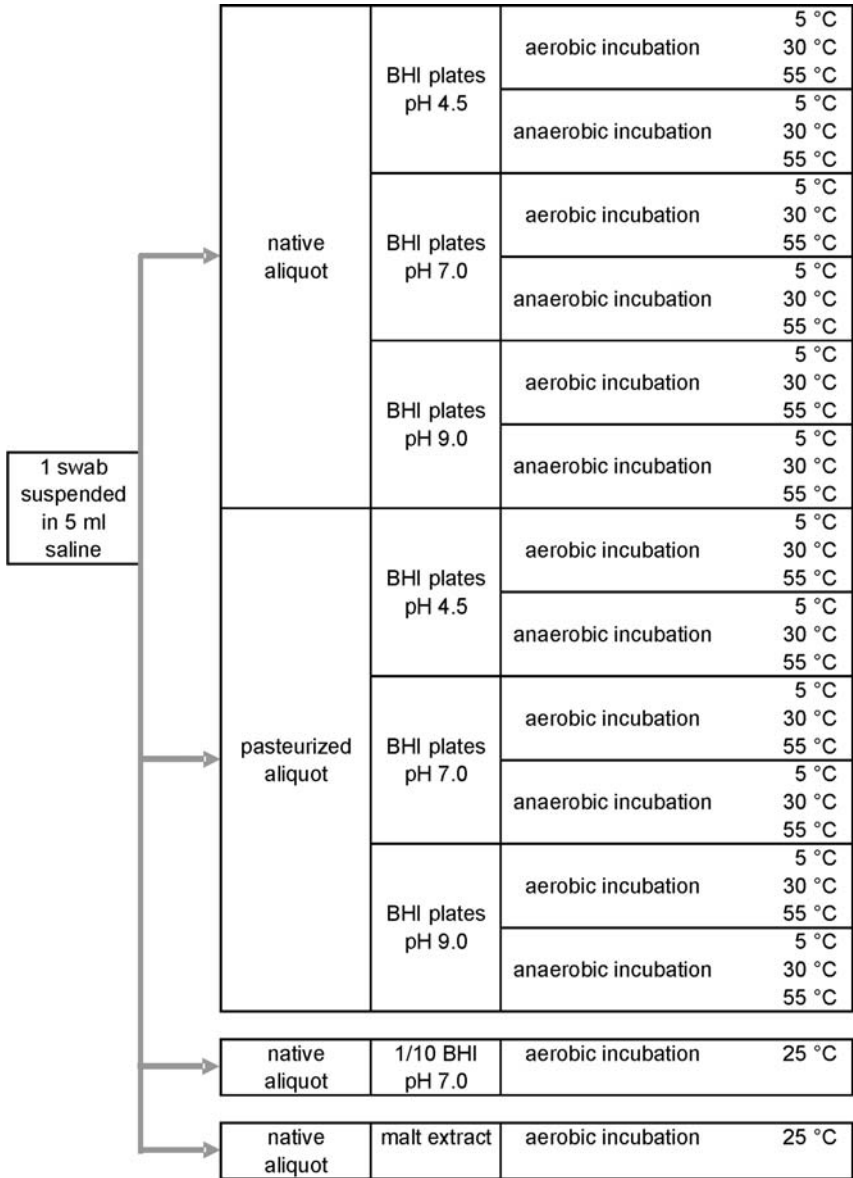 1 swab
suspended
in 5 ml
saline
native
aliquot
BHI plates
pH 4.5
aerobic incubation
5 °C
30 °C
55 °C
anaerobic incubation
5 °C
30 °C
55 °C
BHI plates
pH 7.0
aerobic incubation
5 °C
30 °C
55 °C
anaerobic incubation
5 °C
30 °C
55 °C
BHI plates
pH 9.0
aerobic incubation
5 °C
30 °C
55 °C
anaerobic incubation
5 °C
30 °C
55 °C
pasteurized
aliquot
BHI plates
pH 4.5
aerobic incubation
5 °C
30 °C
55 °C
anaerobic incubation
5 °C
30 °C
55 °C
BHI plates
pH 7.0
aerobic incubation
5 °C
30 °C
55 °C
anaerobic incubation
5 °C
30 °C
55 °C
BHI plates
pH 9.0
aerobic incubation
5 °C
30 °C
55 °C
anaerobic incubation
5 °C
30 °C
55 °C
native
aliquot
1/10 BHI
pH 7.0
aerobic incubation
25 °C
native
aliquot
malt extract
aerobic incubation
25 °C